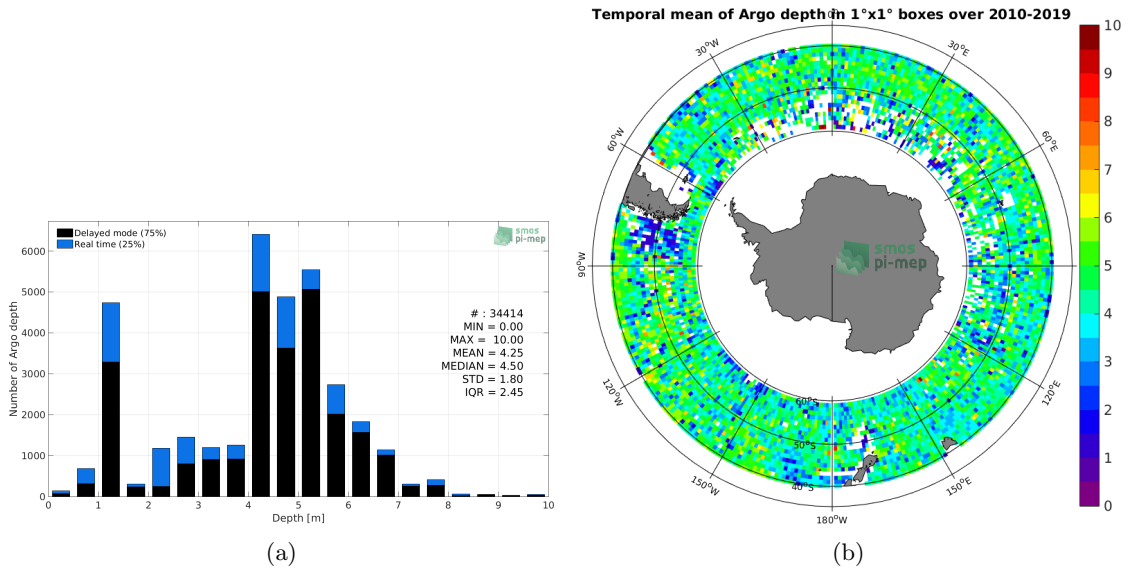 Delayed mode (75%)
Real time (25%)
smos
pi-mep
# : 34414
MIN = 0.00
MAX = 10.00
MEAN = 4.25
MEDIAN = 4.50
STD = 1.80
IQR = 2.45
Number of Argo depth
6000
5000
4000
3000
2000
1000
0
0 1 2 3 4 5 6 7 8 9 10
Depth [m]
(a)
Temporal mean of Argo depth in 1°x1° boxes over 2010-2019
0°
30°W
30°E
60°W
60°E
90°W
120°W
120°E
150°W
150°E
180°W
60°S
50°S
40°S
smos
pi-mep
10
9
8
7
6
5
4
3
2
1
0
(b)